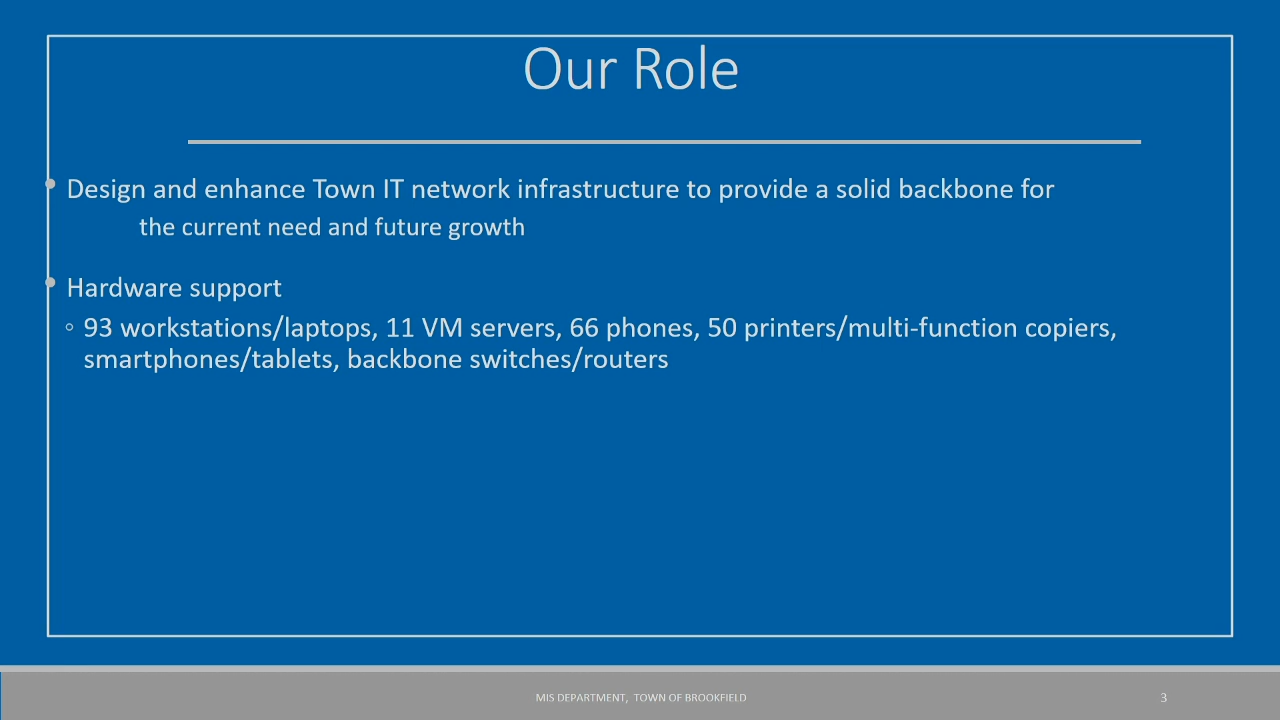 Our Role
• Design and enhance Town IT network infrastructure to provide a solid backbone for
the current need and future growth
• Hardware support
◦ 93 workstations/laptops, 11 VM servers, 66 phones, 50 printers/multi-function copiers,
smartphones/tablets, backbone switches/routers
MIS DEPARTMENT, TOWN OF BROOKFIELD
3